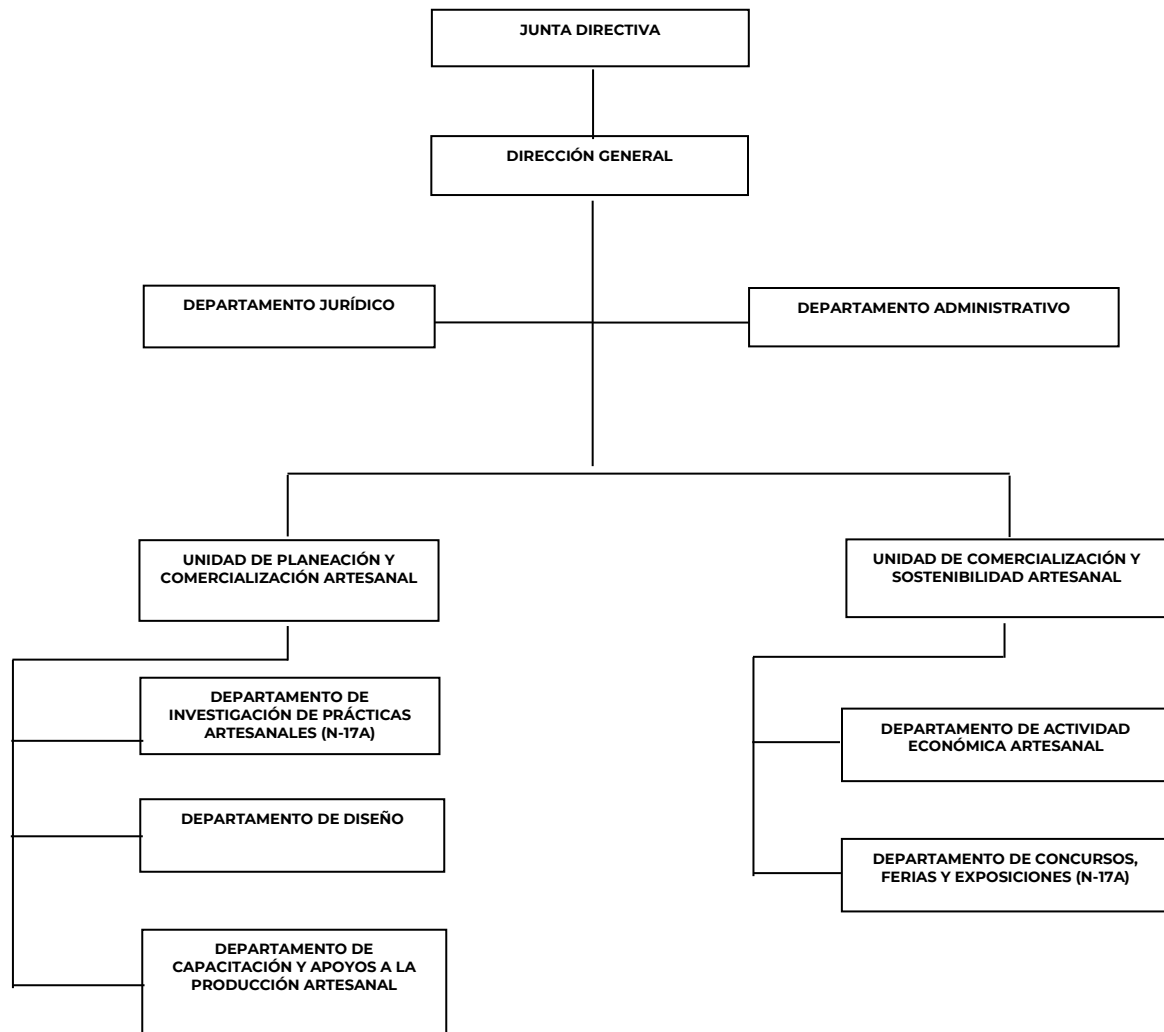 JUNTA DIRECTIVA
DIRECCIÓN GENERAL
DEPARTAMENTO JURÍDICO
DEPARTAMENTO ADMINISTRATIVO
UNIDAD DE PLANEACIÓN Y
COMERCIALIZACIÓN ARTESANAL
UNIDAD DE COMERCIALIZACIÓN Y
SOSTENIBILIDAD ARTESANAL
DEPARTAMENTO DE
INVESTIGACIÓN DE PRÁCTICAS
ARTESANALES (N-17A)
DEPARTAMENTO DE DISEÑO
DEPARTAMENTO DE
CAPACITACIÓN Y APOYOS A LA
PRODUCCIÓN ARTESANAL
DEPARTAMENTO DE ACTIVIDAD
ECONÓMICA ARTESANAL
DEPARTAMENTO DE CONCURSOS,
FERIAS Y EXPOSICIONES (N-17A)